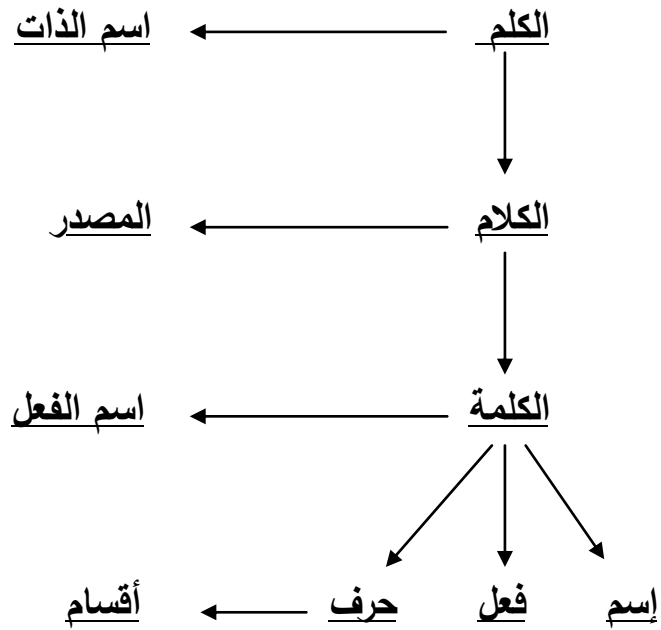 الكلم اسم الذات
الكلام المصدر
الكلمة اسم الفعل
إسم فعل حرف أقسام